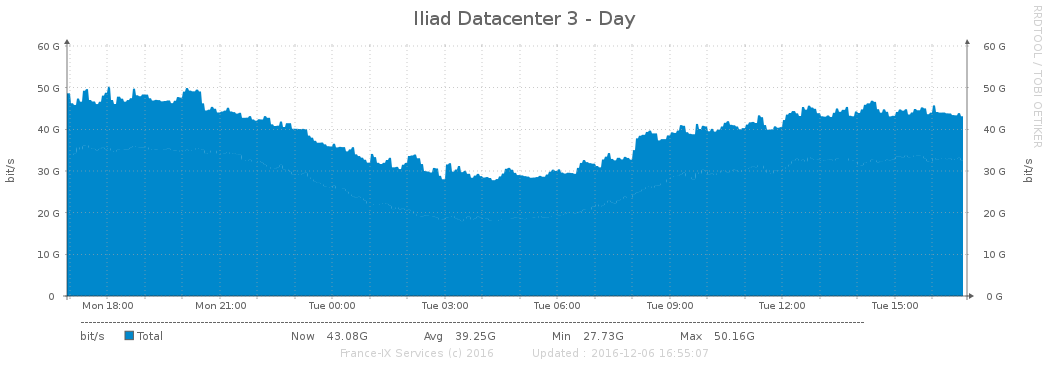 Iliad Datacenter 3 - Day
RRDTOOL / TOBI OETIKER
bit/s
bit/s
60 G 60 G
50 G 50 G
40 G 40 G
30 G 30 G
20 G 20 G
10 G 10 G
0 0 G
Mon 18:00 Mon 21:00 Tue 00:00 Tue 03:00 Tue 06:00 Tue 09:00 Tue 12:00 Tue 15:00
bit/s Total Now 43.08G Avg 39.25G Min 27.73G Max 50.16G
France-IX Services (c) 2016 Updated : 2016-12-06 16:55:07